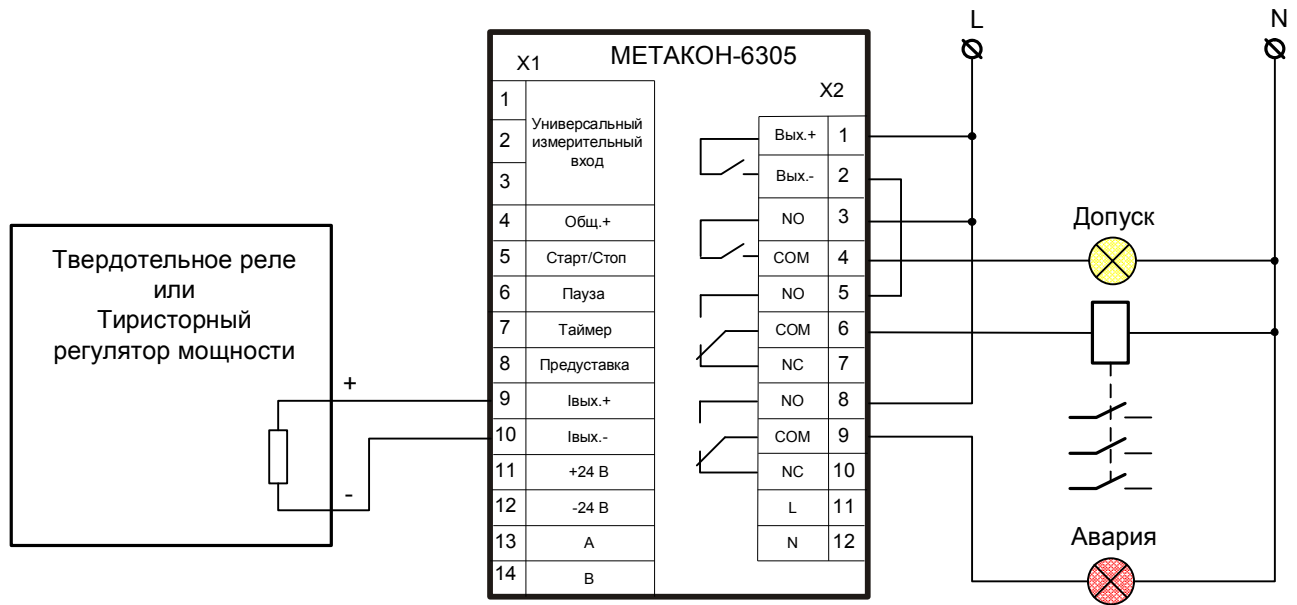 L
N
МЕТАКОН-6305
X1
X2
1
2
3
Универсальный
измерительный
вход
4 Общ.+
5 Старт/Стоп
6 Пауза
7 Таймер
8 Предуставка
9 Iвых.+
10 Iвых.-
11 +24 В
12 -24 В
13 A
14 B
Вых.+ 1
Вых.- 2
NO 3
COM 4
NO 5
COM 6
NC 7
NO 8
COM 9
NC 10
L 11
N 12
Твердотельное реле
или
Тиристорный
регулятор мощности
+
-
Допуск
Авария